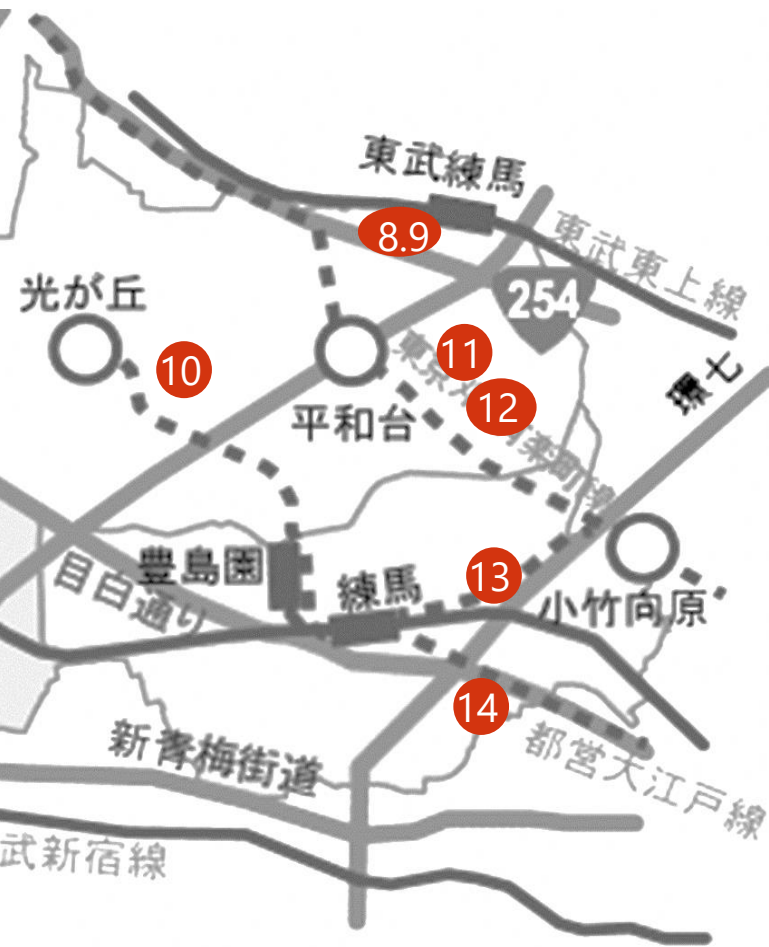 東武練馬
8.9
東武東上線
光が丘
254
10
11
環七
12
平和台
豊島園
練馬
13
目白通り
小竹向原
14
新青梅街道
都営大江戸線
武新宿線